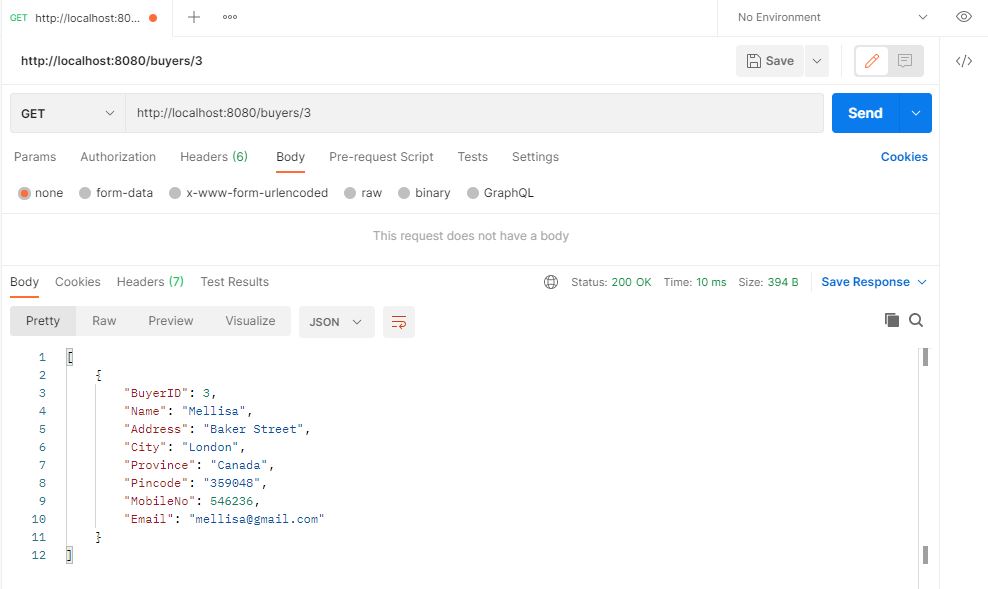 GET http://localhost:80... + ooo No Environment
http://localhost:8080/buyers/3 Save </>
GET http://localhost:8080/buyers/3 Send
Params Authorization Headers (6) Body Pre-request Script Tests Settings Cookies
none form-data x-www-form-urlencoded raw binary GraphQL
This request does not have a body
Body Cookies Headers (7) Test Results Status: 200 OK Time: 10 ms Size: 394 B Save Response
Pretty Raw Preview Visualize JSON
1 [
2 {
3 "BuyerID": 3,
4 "Name": "Mellisa",
5 "Address": "Baker Street",
6 "City": "London",
7 "Province": "Canada",
8 "Pincode": "359048",
9 "MobileNo": 546236,
10 "Email": "mellisa@gmail.com"
11 }
12 ]